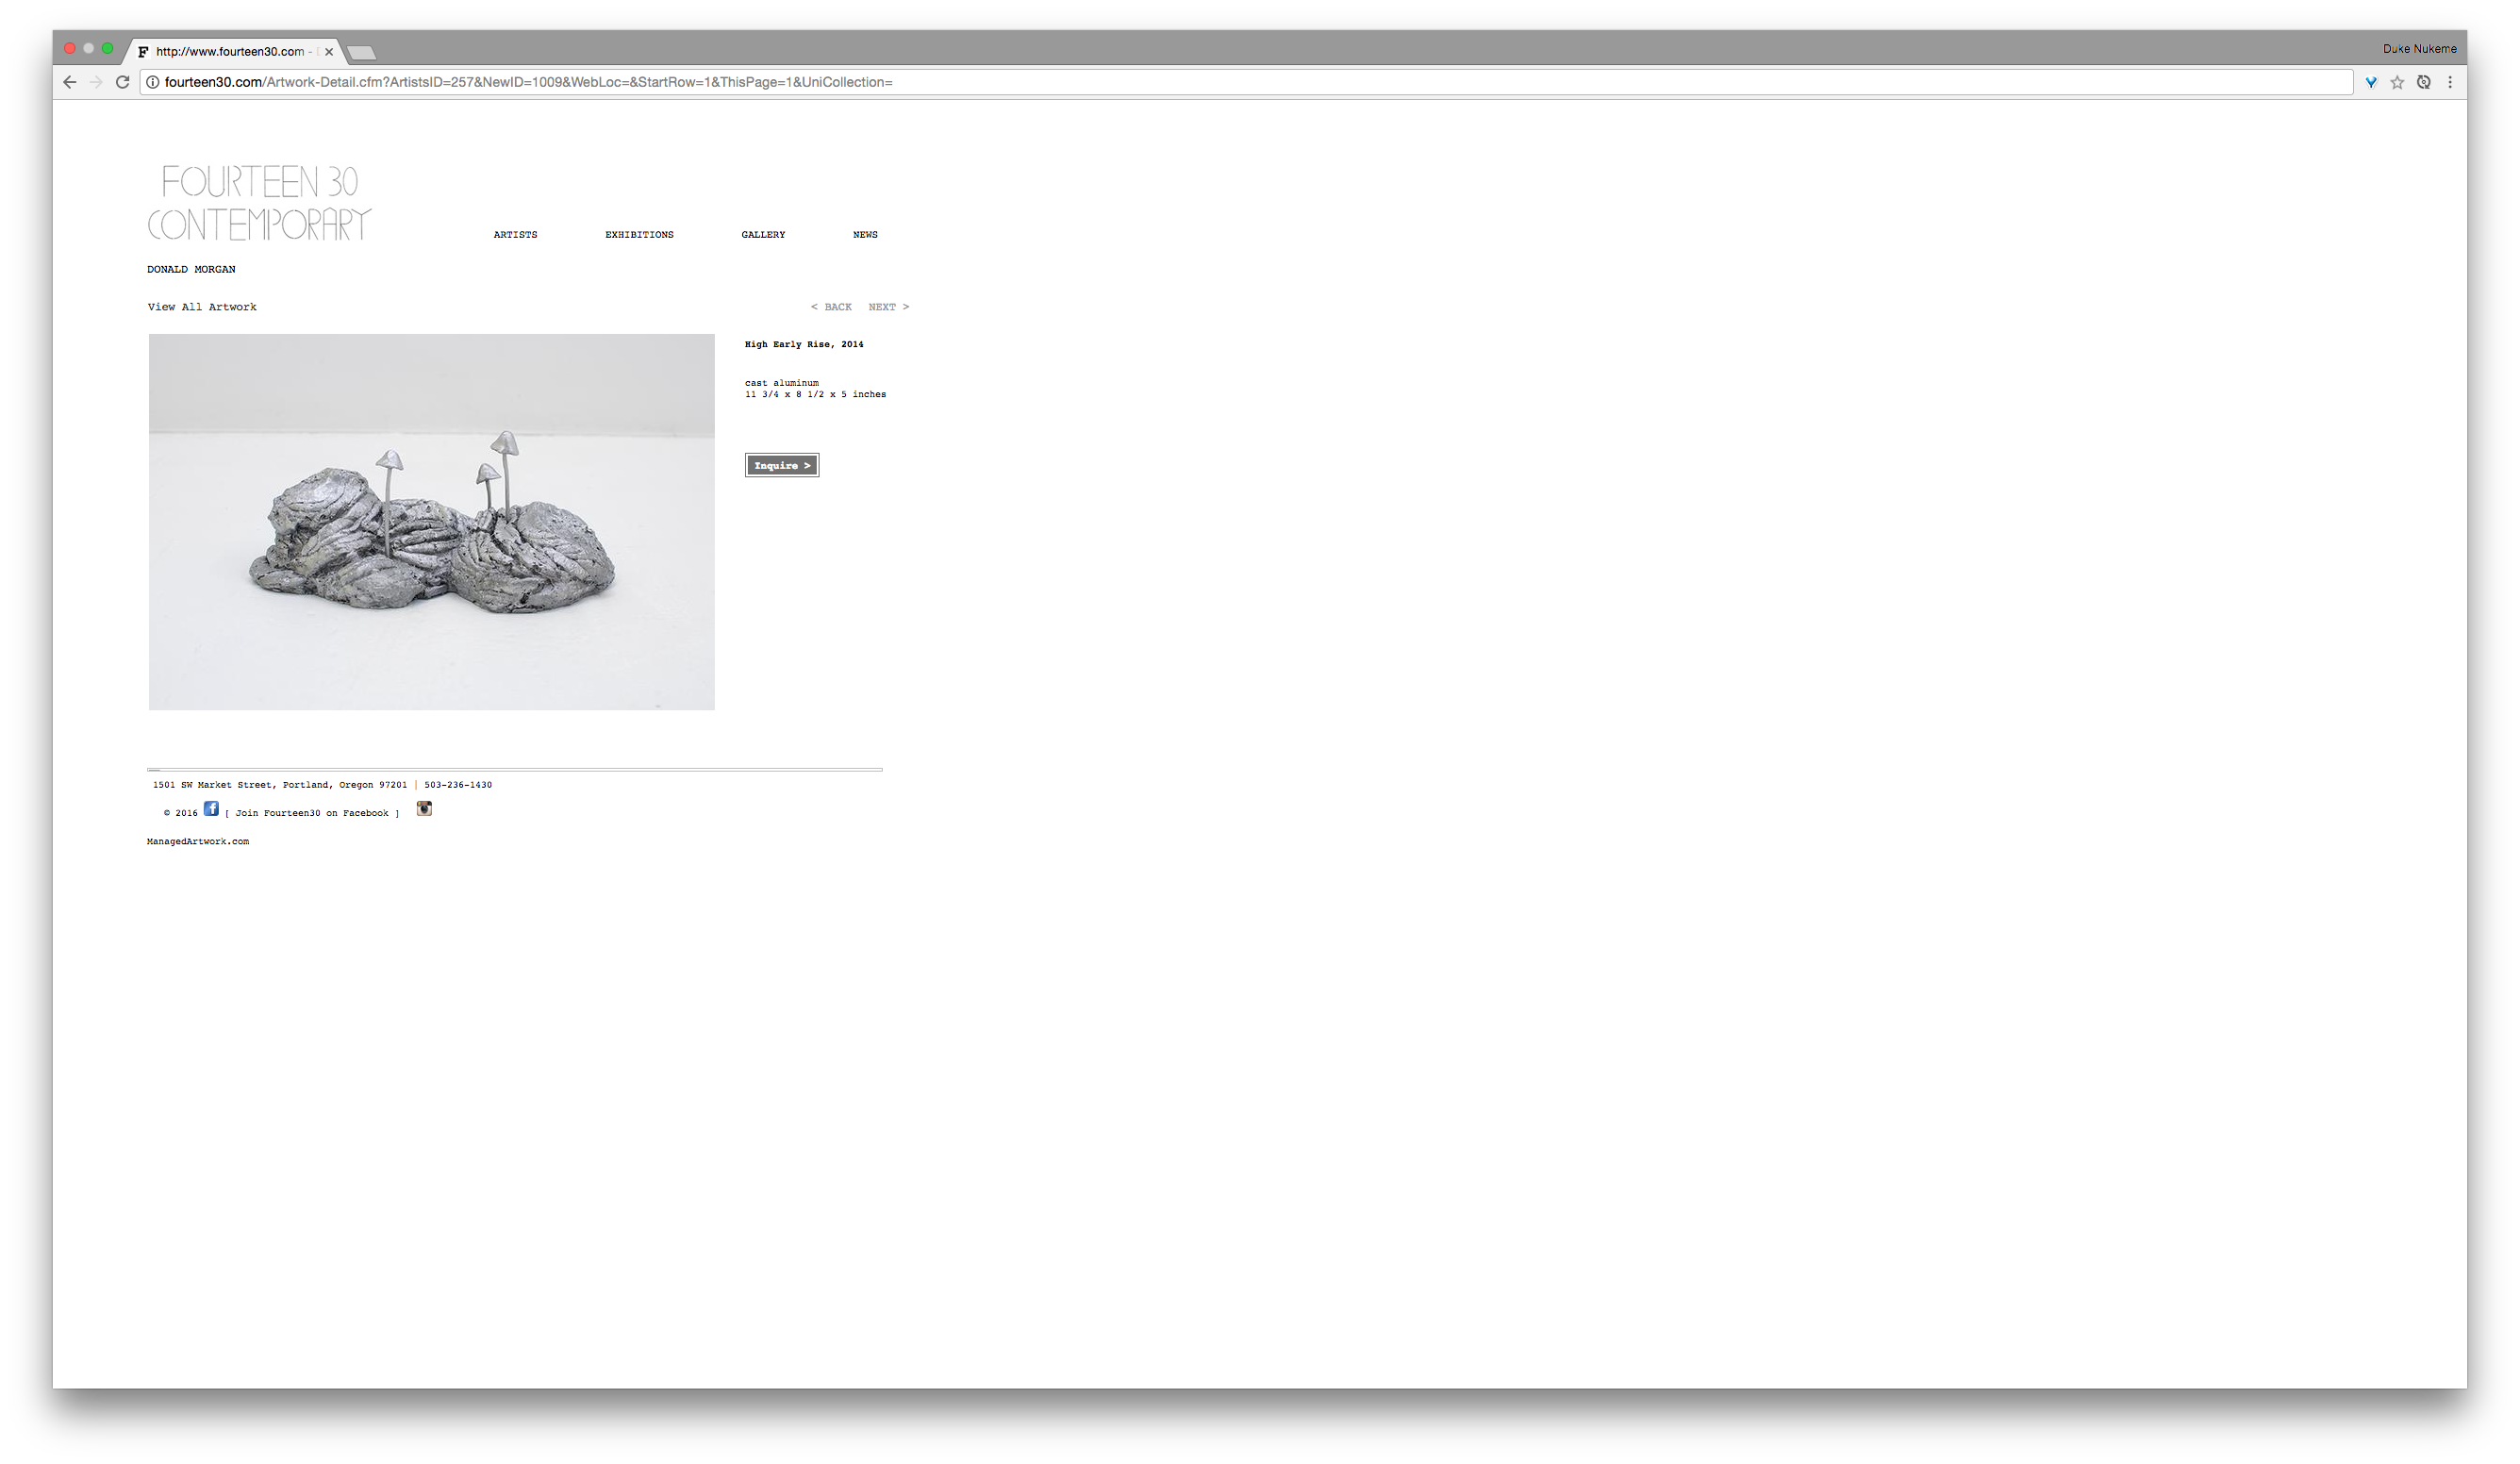 http://www.fourteen30.com -
Duke Nukeme
fourteen30.com/Artwork-Detail.cfm?ArtistsID=257&NewID=1009&WebLoc=&StartRow=1&ThisPage=1&UniCollection=
FOURTEEN 30
CONTEMPORARY
ARTISTS EXHIBITIONS GALLERY NEWS
DONALD MORGAN
View All Artwork
< BACK NEXT >
High Early Rise, 2014
cast aluminum
11 3/4 x 8 1/2 x 5 inches
Inquire >
1501 SW Market Street, Portland, Oregon 97201 | 503-236-1430
© 2016 [ Join Fourteen30 on Facebook ]
ManagedArtwork.com